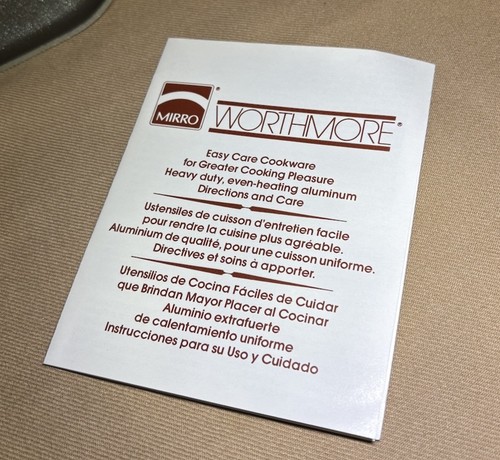 MIRRO®
WORTHMORE®
Easy Care Cookware
for Greater Cooking Pleasure
Heavy duty, even-heating aluminum
Directions and Care
Ustensiles de cuisson d'entretien facile
pour rendre la cuisine plus agréable.
Aluminium de qualité, pour une cuisson uniforme.
Directives et soins à apporter.
Utensilios de Cocina Fáciles de Cuidar
que Brindan Mayor Placer al Cocinar
Aluminio extrafuerte
de calentamiento uniforme
Instrucciones para su Uso y Cuidado